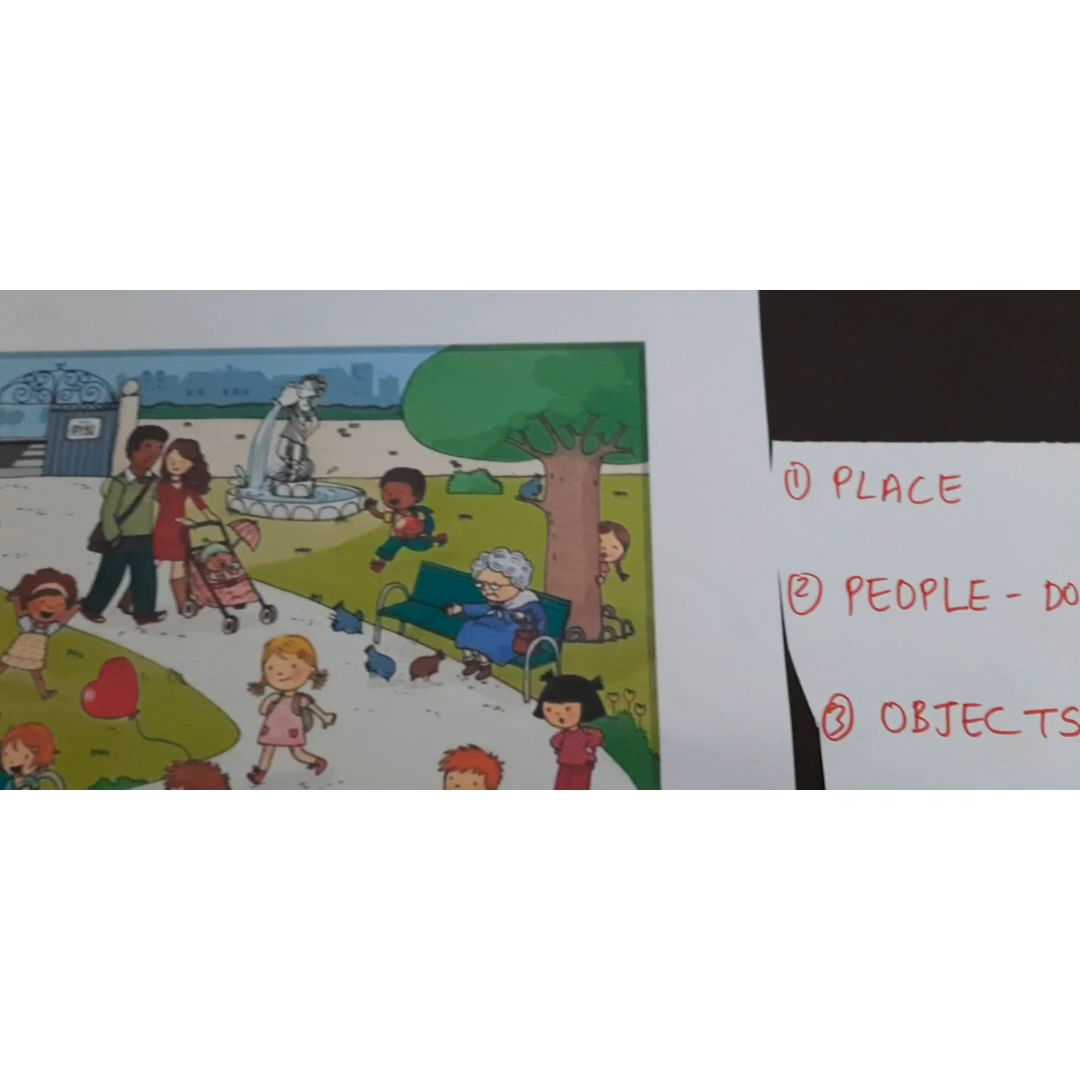 ① PLACE
② PEOPLE - DO
③ OBJECTS